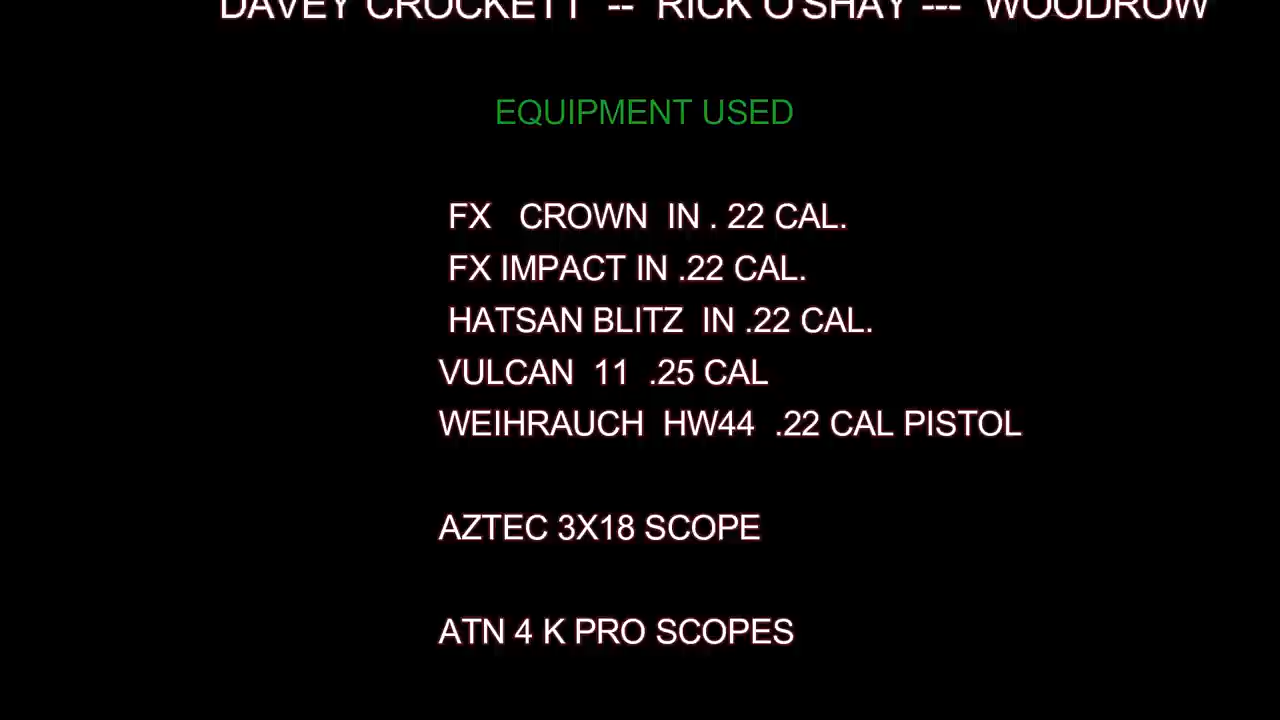 DAVEY CROCKETT -- RICK O'SHAY --- WOODROW
EQUIPMENT USED
FX CROWN IN . 22 CAL.
FX IMPACT IN .22 CAL.
HATSAN BLITZ IN .22 CAL.
VULCAN 11 .25 CAL
WEIHRAUCH HW44 .22 CAL PISTOL
AZTEC 3X18 SCOPE
ATN 4 K PRO SCOPES